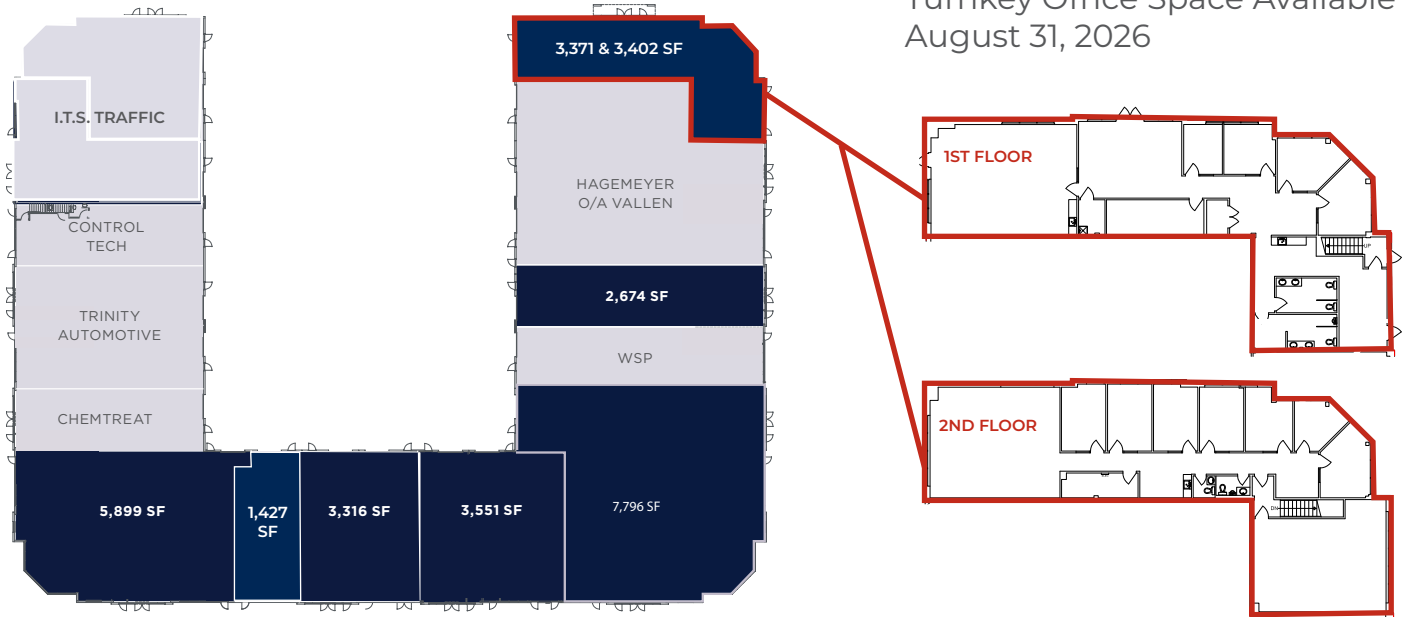 Turnkey Office Space Available
August 31, 2026
3,371 & 3,402 SF
I.T.S. TRAFFIC
CONTROL
TECH
TRINITY
AUTOMOTIVE
CHEMTREAT
HAGEMEYER
O/A VALLEN
2,674 SF
WSP
5,899 SF
1,427
SF
3,316 SF
3,551 SF
7,796 SF
1ST FLOOR
UP
2ND FLOOR
DN